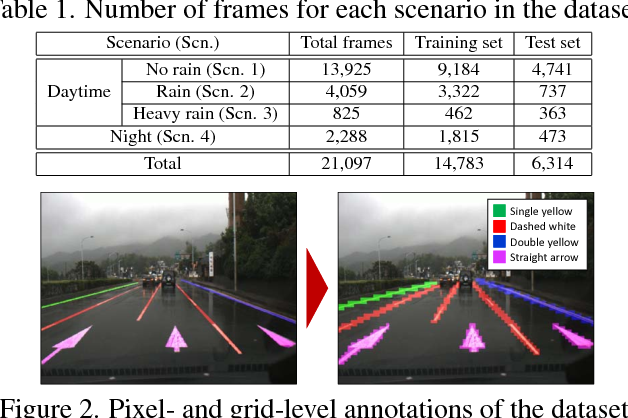 Table 1. Number of frames for each scenario in the datase
Scenario (Scn.) Total frames Training set Test set
Daytime No rain (Scn. 1) 13,925 9,184 4,741
Rain (Scn. 2) 4,059 3,322 737
Heavy rain (Scn. 3) 825 462 363
Night (Scn. 4) 2,288 1,815 473
Total 21,097 14,783 6,314
Single yellow
Dashed white
Double yellow
Straight arrow
Figure 2. Pixel- and grid-level annotations of the dataset